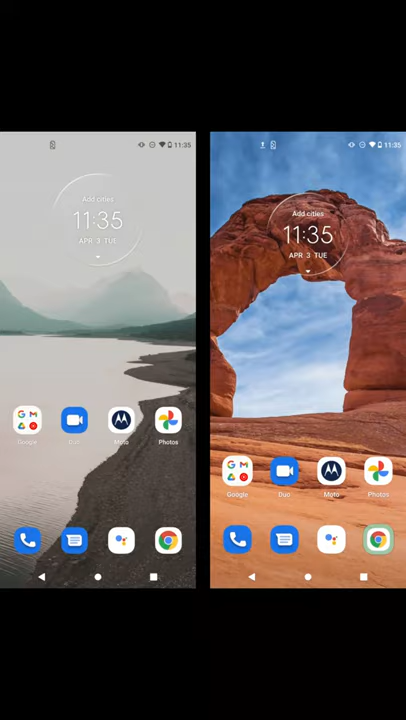 11:35
Add cities
11:35
APR 3 TUE
Google
Duo
Moto
Photos
11:35
Add cities
11:35
APR 3 TUE
Google
Duo
Moto
Photos